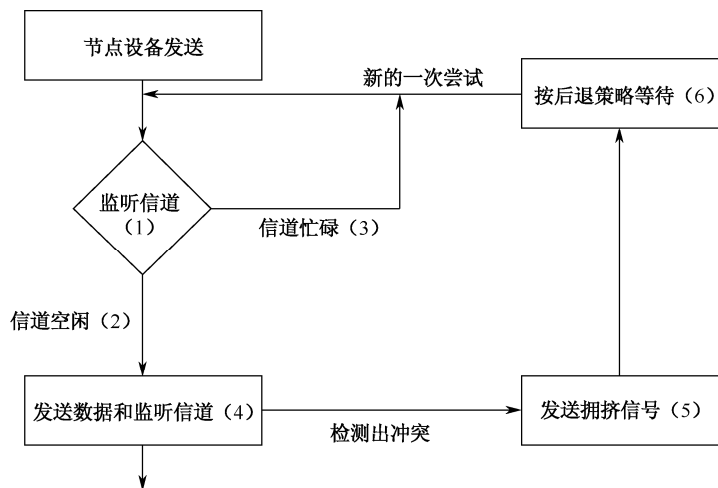 节点设备发送
新的一次尝试
按后退策略等待（6）
监听信道
（1）
信道忙碌（3）
信道空闲（2）
发送数据和监听信道（4）
检测出冲突
发送拥挤信号（5）